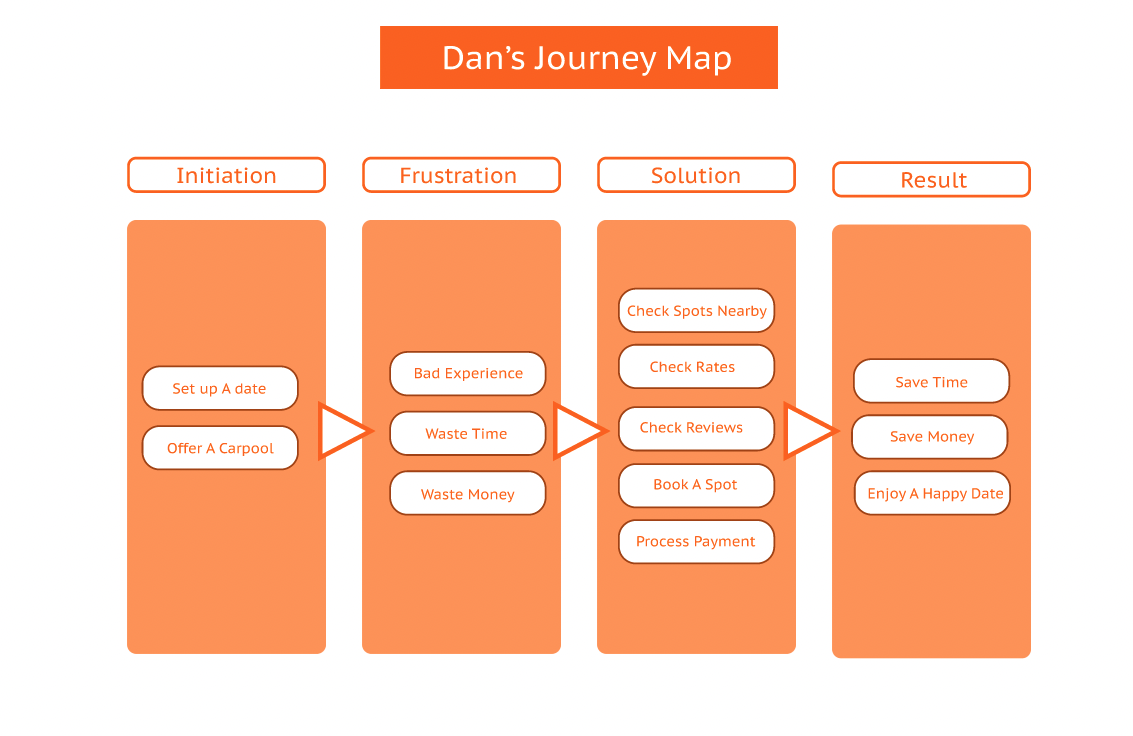 Dan’s Journey Map
Initiation
Set up A date
Offer A Carpool
Frustration
Bad Experience
Waste Time
Waste Money
Solution
Check Spots Nearby
Check Rates
Check Reviews
Book A Spot
Process Payment
Result
Save Time
Save Money
Enjoy A Happy Date